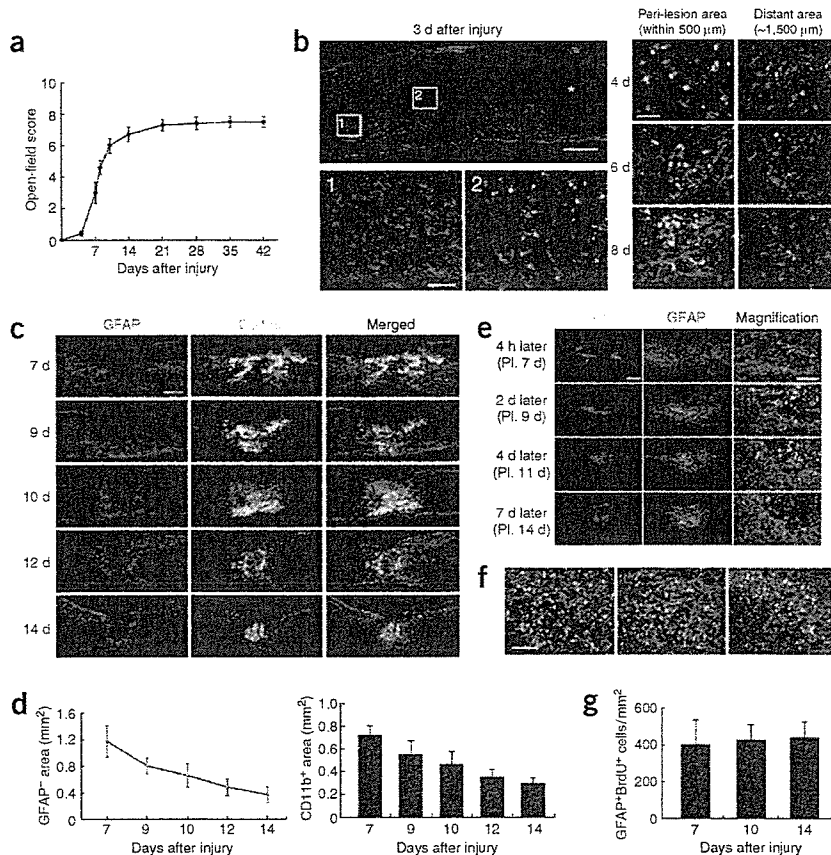 a
Open-field score
8
6
4
2
0
7 14 21 28 35 42
Days after injury
b
3 d after injury
1
2
*
1
2
Peri-lesion area
(within 500 μm)
Distant area
(~1,500 μm)
4 d
6 d
8 d
c
GFAP
Merged
7 d
9 d
10 d
12 d
14 d
e
GFAP
Magnification
4 h later
(PI. 7 d)
2 d later
(PI. 9 d)
4 d later
(PI. 11 d)
7 d later
(PI. 14 d)
f
d
GFAP⁻ area (mm²)
1.6
1.2
0.8
0.4
0
7 9 10 12 14
Days after injury
CD11b⁺ area (mm²)
1.0
0.8
0.6
0.4
0.2
0
7 9 10 12 14
Days after injury
g
GFAP⁺BrdU⁺ cells/mm²
600
400
200
0
7 10 14
Days after injury